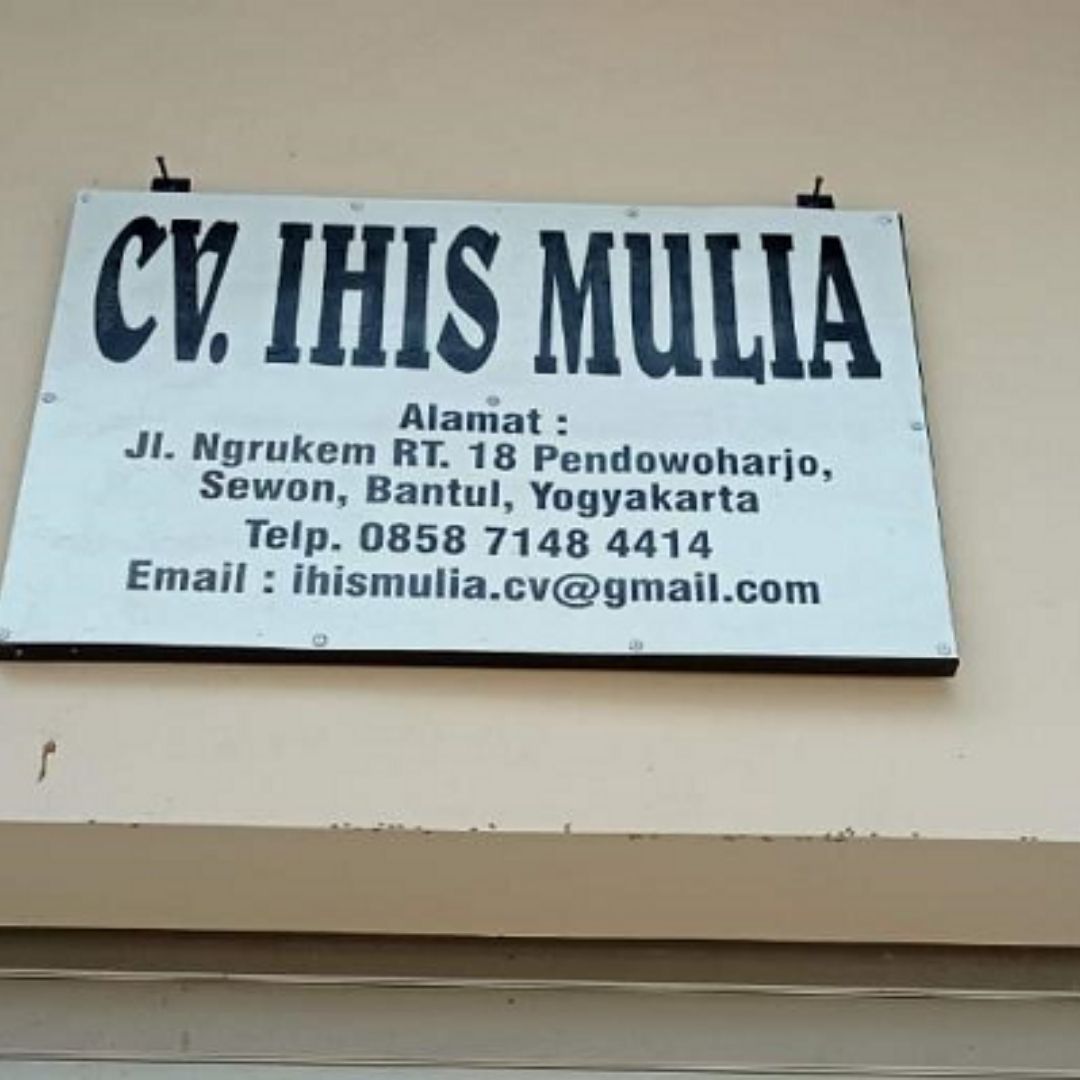 CV. IHIS MULIA
Alamat :
Jl. Ngrukem RT. 18 Pendowoharjo,
Sewon, Bantul, Yogyakarta
Telp. 0858 7148 4414
Email : ihismulia.cv@gmail.com